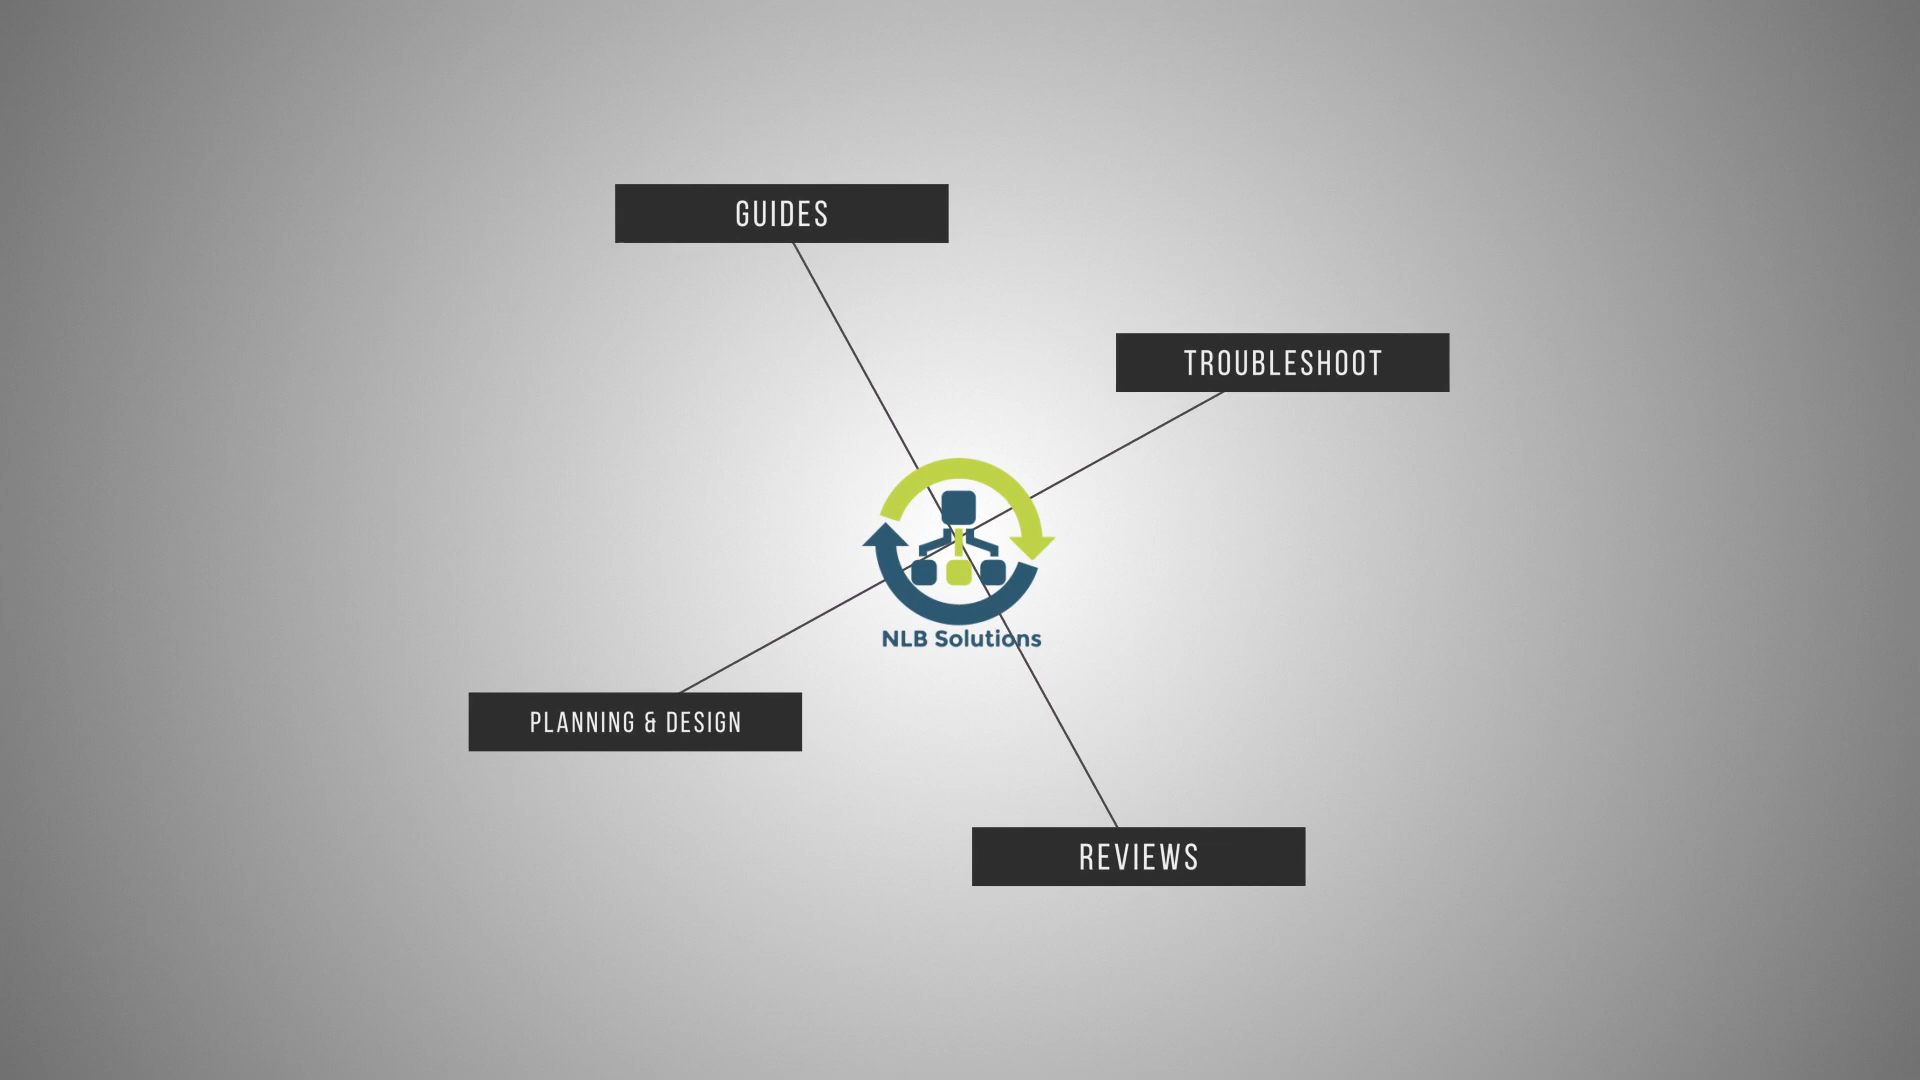 GUIDES
TROUBLESHOOT
NLB Solutions
PLANNING & DESIGN
REVIEWS